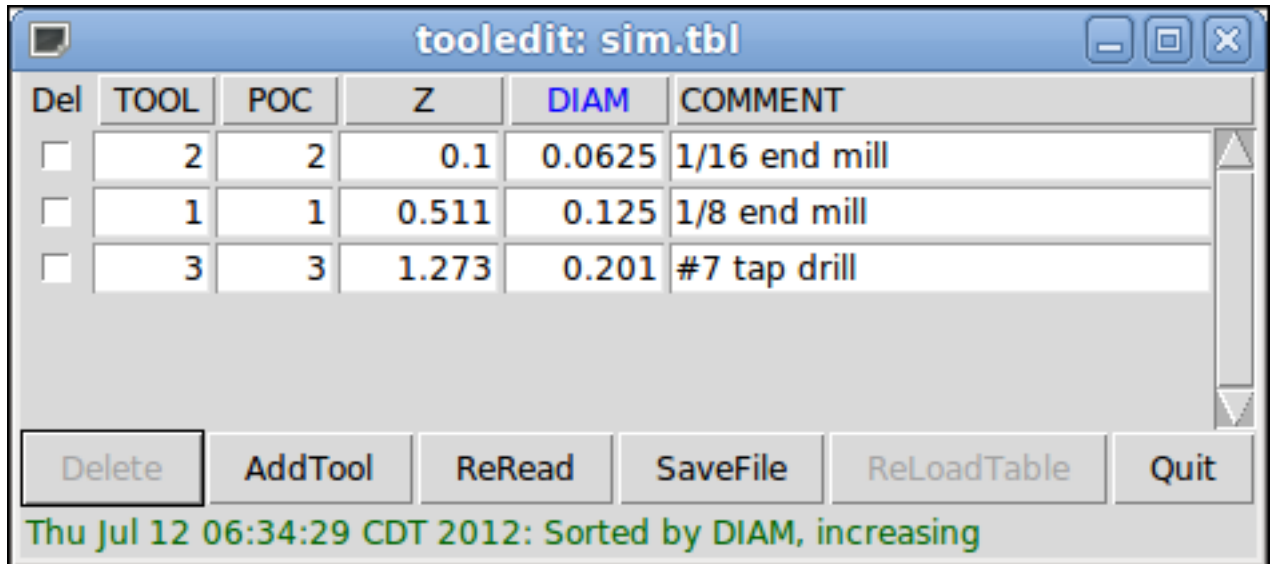 tooledit: sim.tbl
Del TOOL POC Z DIAM COMMENT
2 2 0.1 0.0625 1/16 end mill
1 1 0.511 0.125 1/8 end mill
3 3 1.273 0.201 #7 tap drill
Delete AddTool ReRead SaveFile ReLoadTable Quit
Thu Jul 12 06:34:29 CDT 2012: Sorted by DIAM, increasing